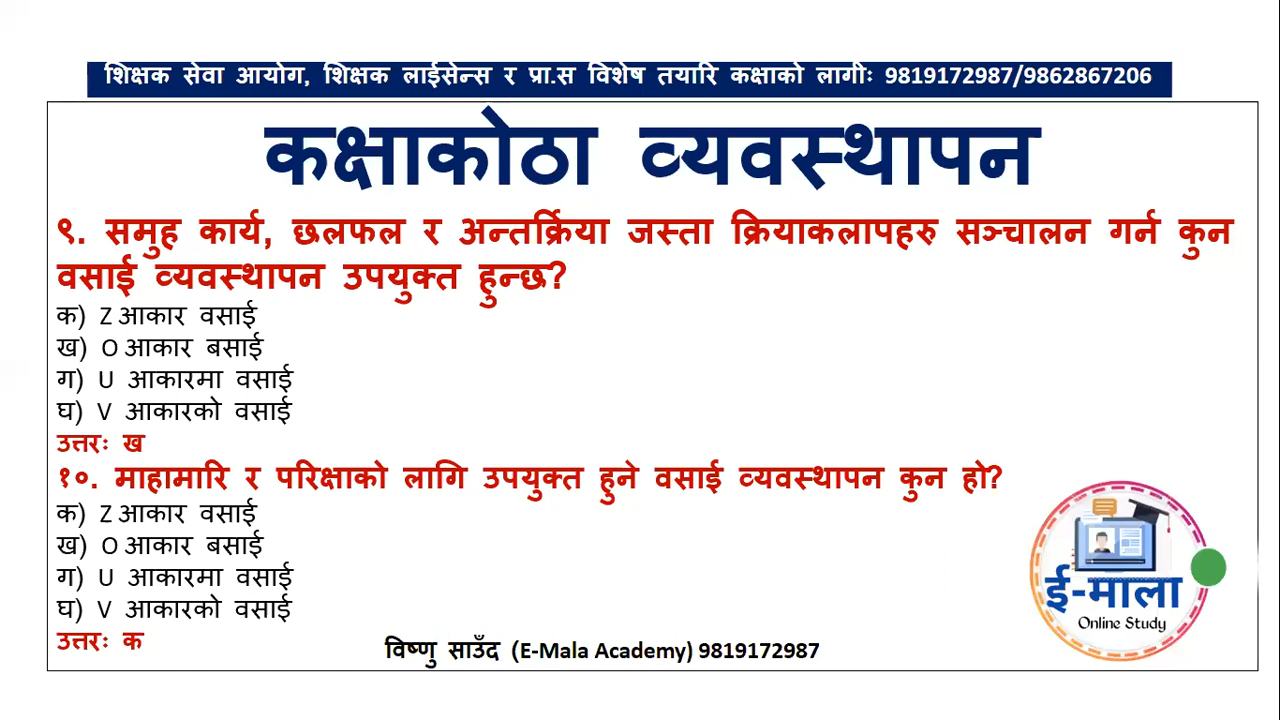 शिक्षक सेवा आयोग, शिक्षक लाईसेन्स र प्रा.स विशेष तयारि कक्षाको लागीः 9819172987/9862867206
कक्षाकोठा व्यवस्थापन
९. समुह कार्य, छलफल र अन्तर्क्रिया जस्ता क्रियाकलापहरु सञ्चालन गर्न कुन
वसाई व्यवस्थापन उपयुक्त हुन्छ?
क) Z आकार वसाई
ख) O आकार बसाई
ग) U आकारमा वसाई
घ) V आकारको वसाई
उत्तरः ख
१०. माहामारि र परिक्षाको लागि उपयुक्त हुने वसाई व्यवस्थापन कुन हो?
क) Z आकार वसाई
ख) O आकार बसाई
ग) U आकारमा वसाई
घ) V आकारको वसाई
उत्तरः क
ई-माला
Online Study
विष्णु साउँद (E-Mala Academy) 9819172987